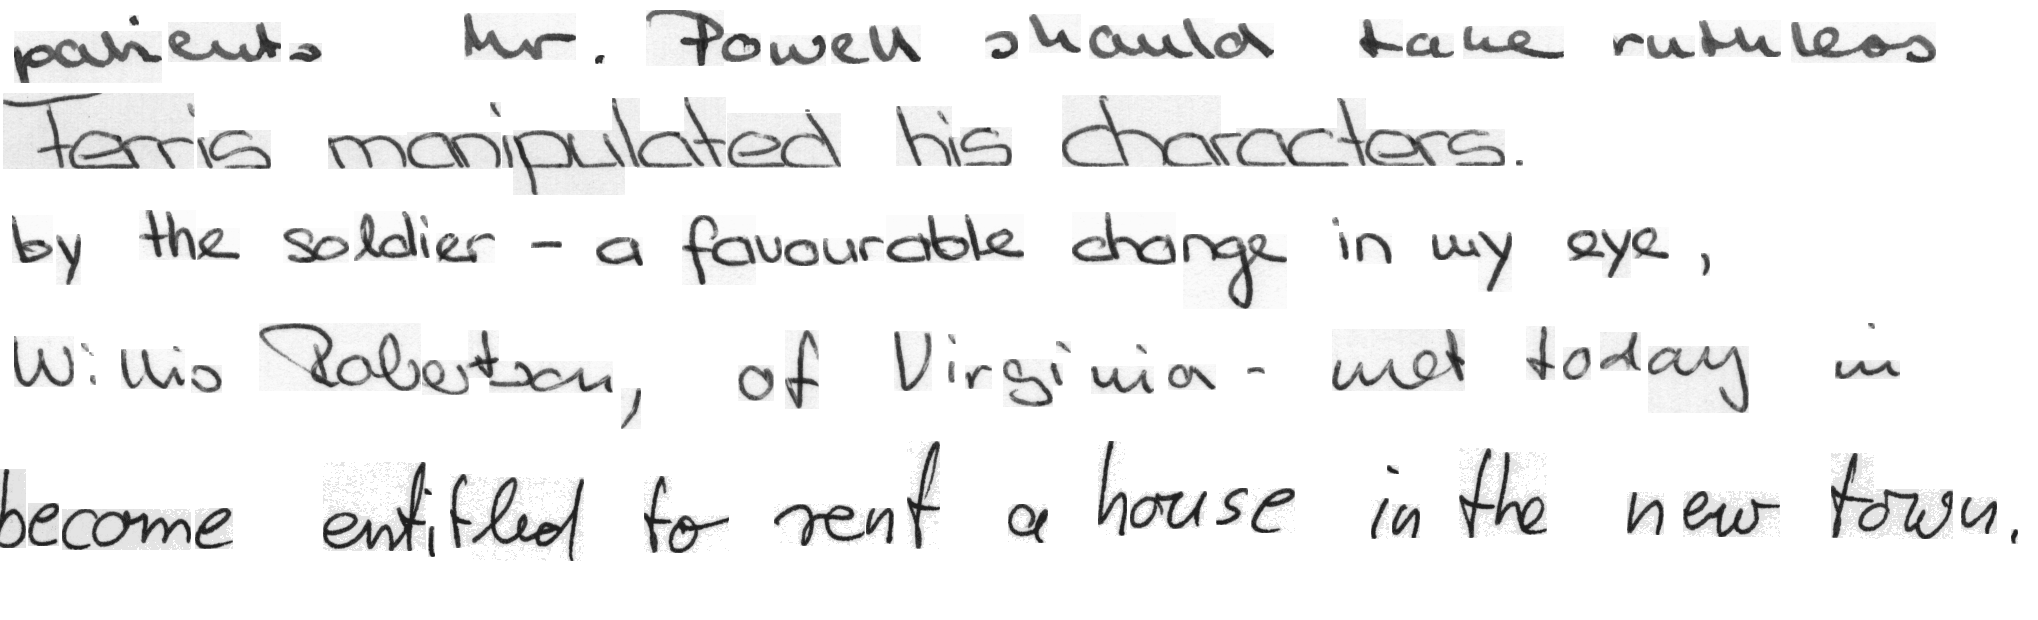 patients Mr. Powell should take ruthless
Ferris manipulated his characters.
by the soldier - a favourable change in my eye,
Willis Robertson, of Virginia - met today in
become entitled to rent a house in the new town.